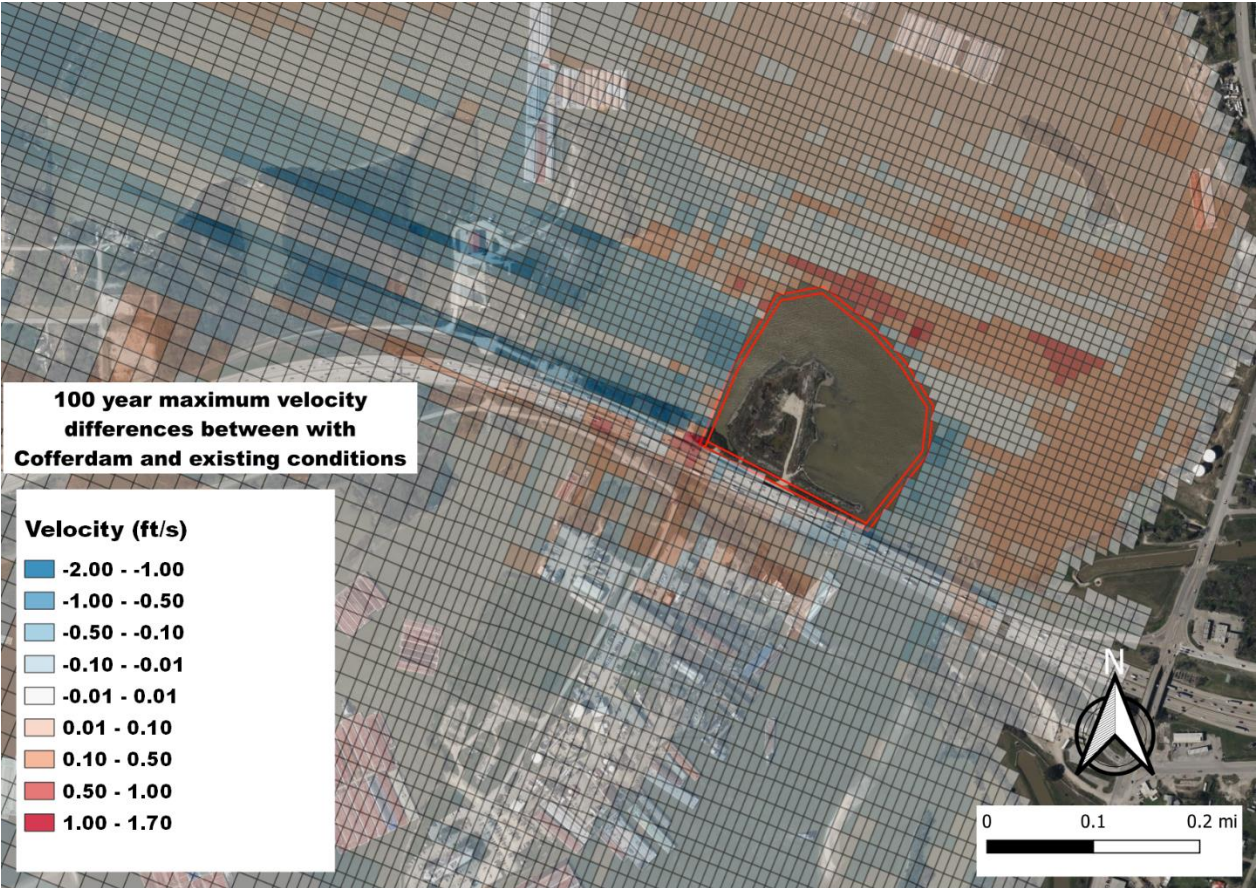 100 year maximum velocity
differences between with
Cofferdam and existing conditions
Velocity (ft/s)
-2.00 - -1.00
-1.00 - -0.50
-0.50 - -0.10
-0.10 - -0.01
-0.01 - 0.01
0.01 - 0.10
0.10 - 0.50
0.50 - 1.00
1.00 - 1.70
N
0 0.1 0.2 mi